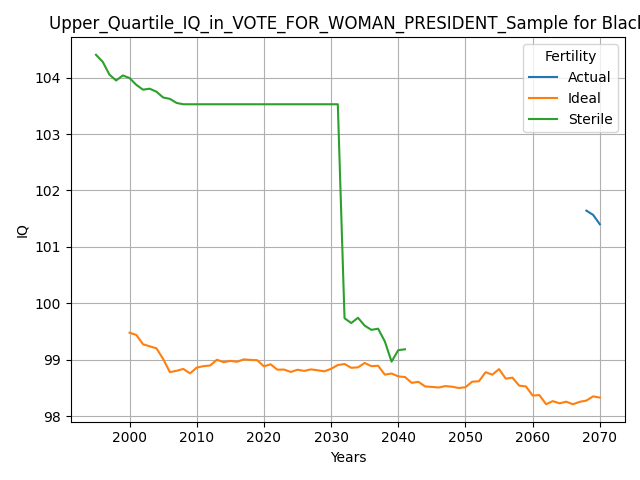 Upper_Quartile_IQ_in_VOTE_FOR_WOMAN_PRESIDENT_Sample for Black
Fertility
Actual
Ideal
Sterile
104
103
102
101
100
99
98
IQ
2000 2010 2020 2030 2040 2050 2060 2070
Years